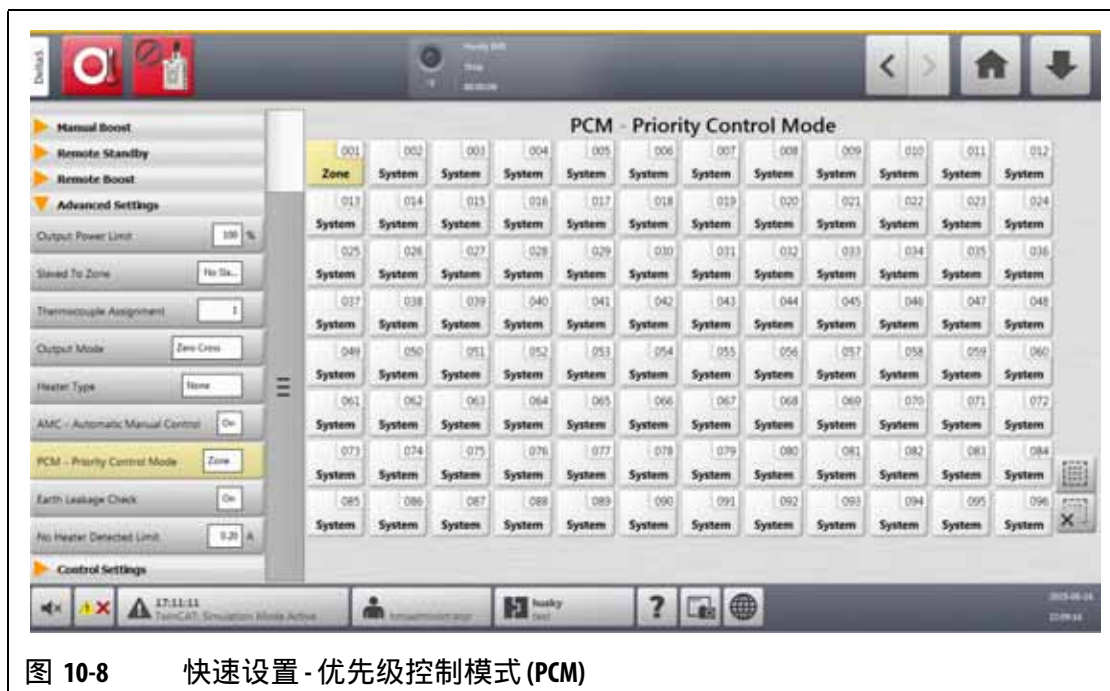 DeltaS
PCM - Priority Control Mode
Manual Boost
Remote Standby
Remote Boost
Advanced Settings
Output Power Limit 100 %
Slaved To Zone No Sla...
Thermocouple Assignment 1
Output Mode Zero Cross
Heater Type None
AMC - Automatic Manual Control On
PCM - Priority Control Mode Zone
Earth Leakage Check On
No Heater Detected Limit 0.20 A
Control Settings
001 002 003 004 005 006 007 008 009 010 011 012
Zone System System System System System System System System System System System
013 014 015 016 017 018 019 020 021 022 023 024
System System System System System System System System System System System System
025 026 027 028 029 030 031 032 033 034 035 036
System System System System System System System System System System System System
037 038 039 040 041 042 043 044 045 046 047 048
System System System System System System System System System System System System
049 050 051 052 053 054 055 056 057 058 059 060
System System System System System System System System System System System System
061 062 063 064 065 066 067 068 069 070 071 072
System System System System System System System System System System System System
073 074 075 076 077 078 079 080 081 082 083 084
System System System System System System System System System System System System
085 086 087 088 089 090 091 092 093 094 095 096
System System System System System System System System System System System System
17:11:11
TwinCAT: Simulation Mode Active
husky
test
?
图 10-8 快速设置 - 优先级控制模式 (PCM)